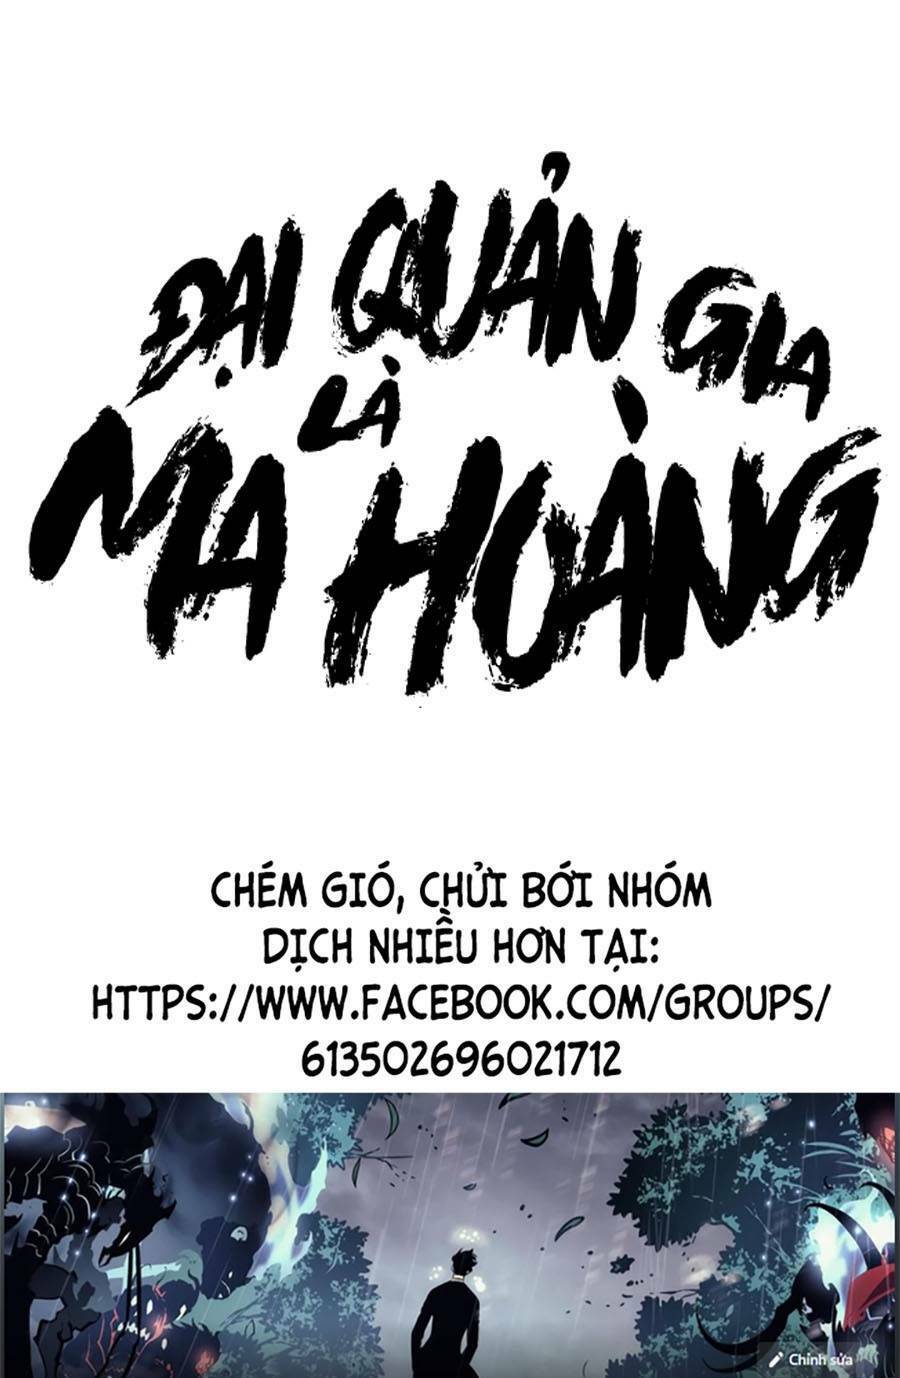 ĐẠI QUẢN GIA
LÀ
MA HOÀNG
CHÉM GIÓ, CHỬI BỚI NHÓM
DỊCH NHIỀU HƠN TẠI:
HTTPS://WWW.FACEBOOK.COM/GROUPS/
613502696021712
Chỉnh sửa